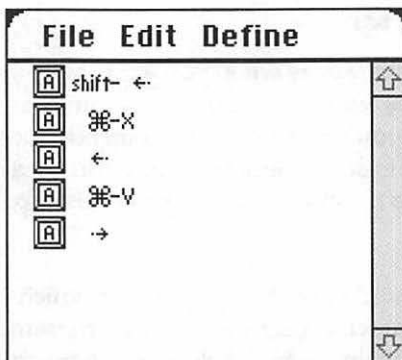 File Edit Define
A shift- ←
A ⌘-X
A ←
A ⌘-V
A →